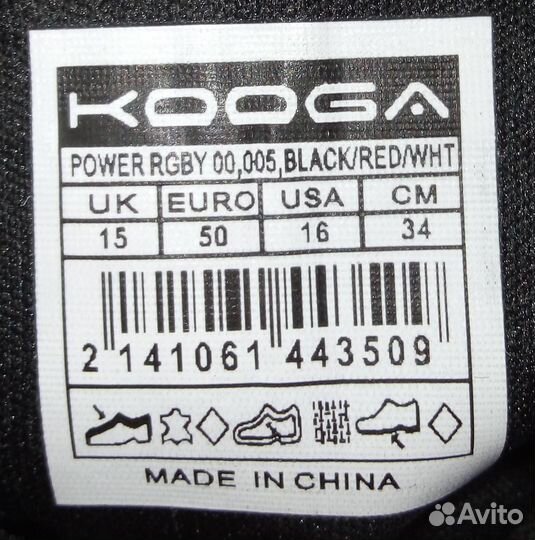 KOOGA
POWER RGBY 00,005,BLACK/RED/WHT
UK EURO USA CM
15 50 16 34
2 141061 443509
MADE IN CHINA
Avito